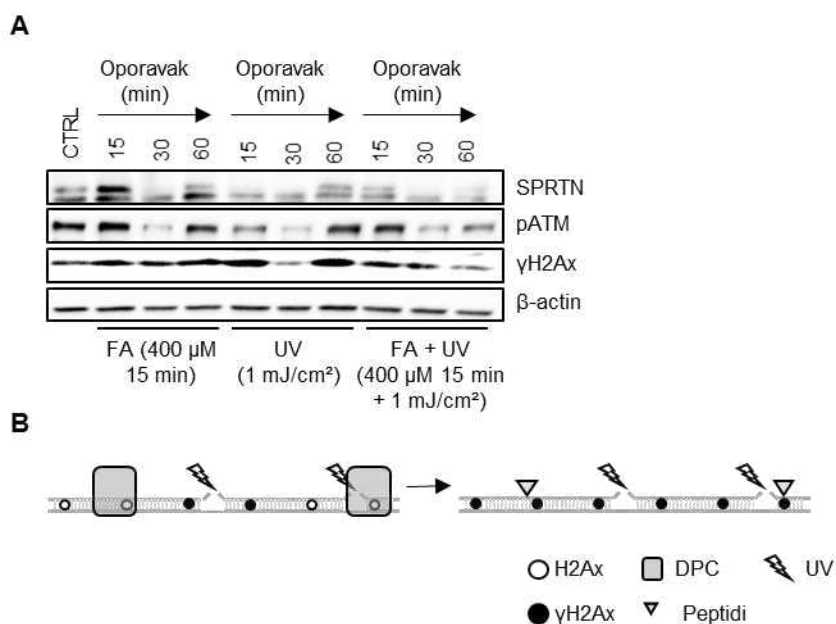 A
Oporavak
(min)
Oporavak
(min)
Oporavak
(min)
CTRL
15
30
60
15
30
60
15
30
60
SPRTN
pATM
γH2Ax
β-actin
FA (400 µM
15 min)
UV
(1 mJ/cm²)
FA + UV
(400 µM 15 min
+ 1 mJ/cm²)
B
H2Ax
DPC
UV
γH2Ax
Peptidi